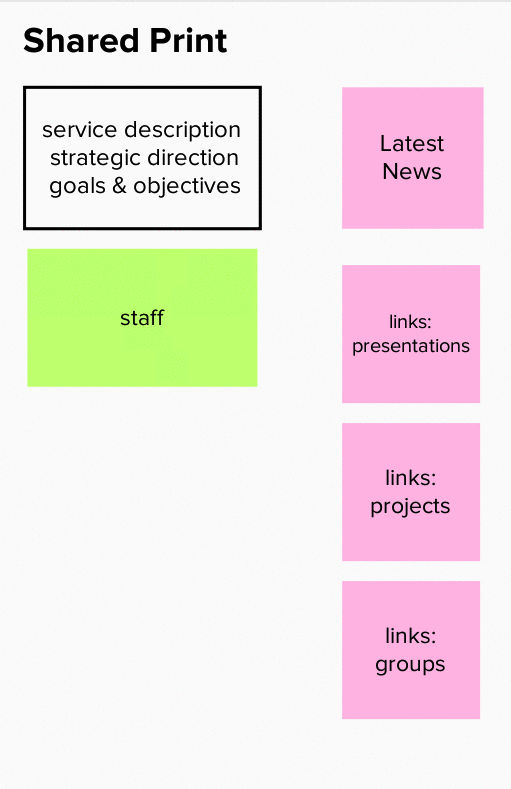 Shared Print
service description
strategic direction
goals & objectives
staff
Latest
News
links:
presentations
links:
projects
links:
groups